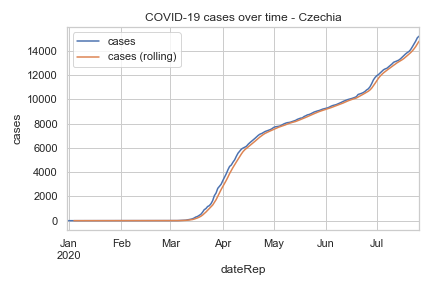 COVID-19 cases over time - Czechia
cases
cases (rolling)
14000
12000
10000
8000
6000
4000
2000
0
cases
Jan Feb Mar Apr May Jun Jul
2020
dateRep